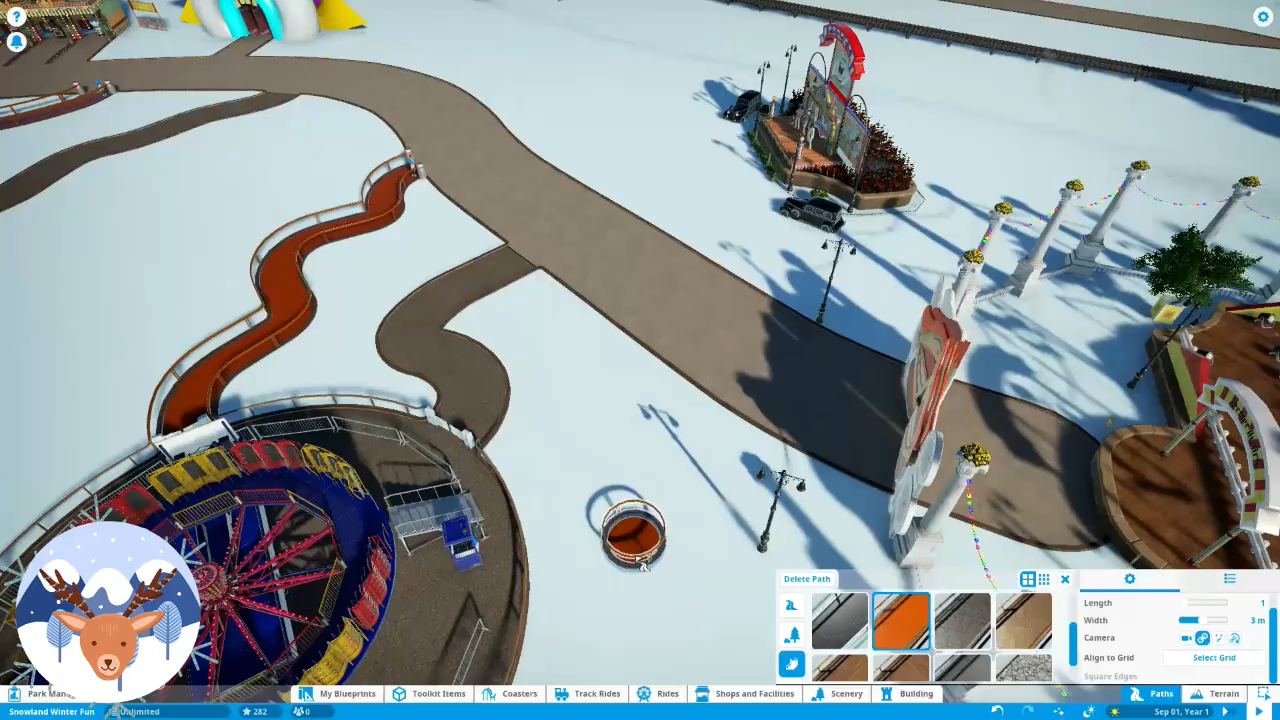 ?
Delete Path
Length 1
Width 3 m
Camera
Align to Grid Select Grid
Square Edges
Park Man
My Blueprints Toolkit Items Coasters Track Rides Rides Shops and Facilities Scenery Building Paths Terrain
Snowland Winter Fun Unlimited 282 0 Sep 01, Year 1